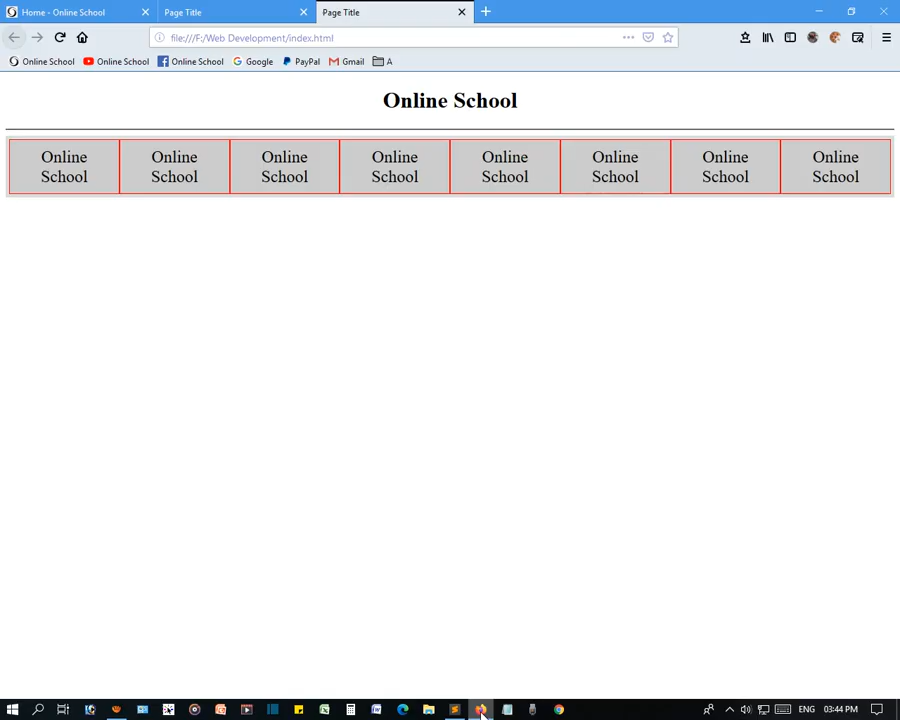 Home - Online School
Page Title
Page Title
file:///F:/Web Development/index.html
Online School
Online School
Online School
Google
PayPal
Gmail
A
Online School
Online
School
Online
School
Online
School
Online
School
Online
School
Online
School
Online
School
Online
School
ENG
03:44 PM